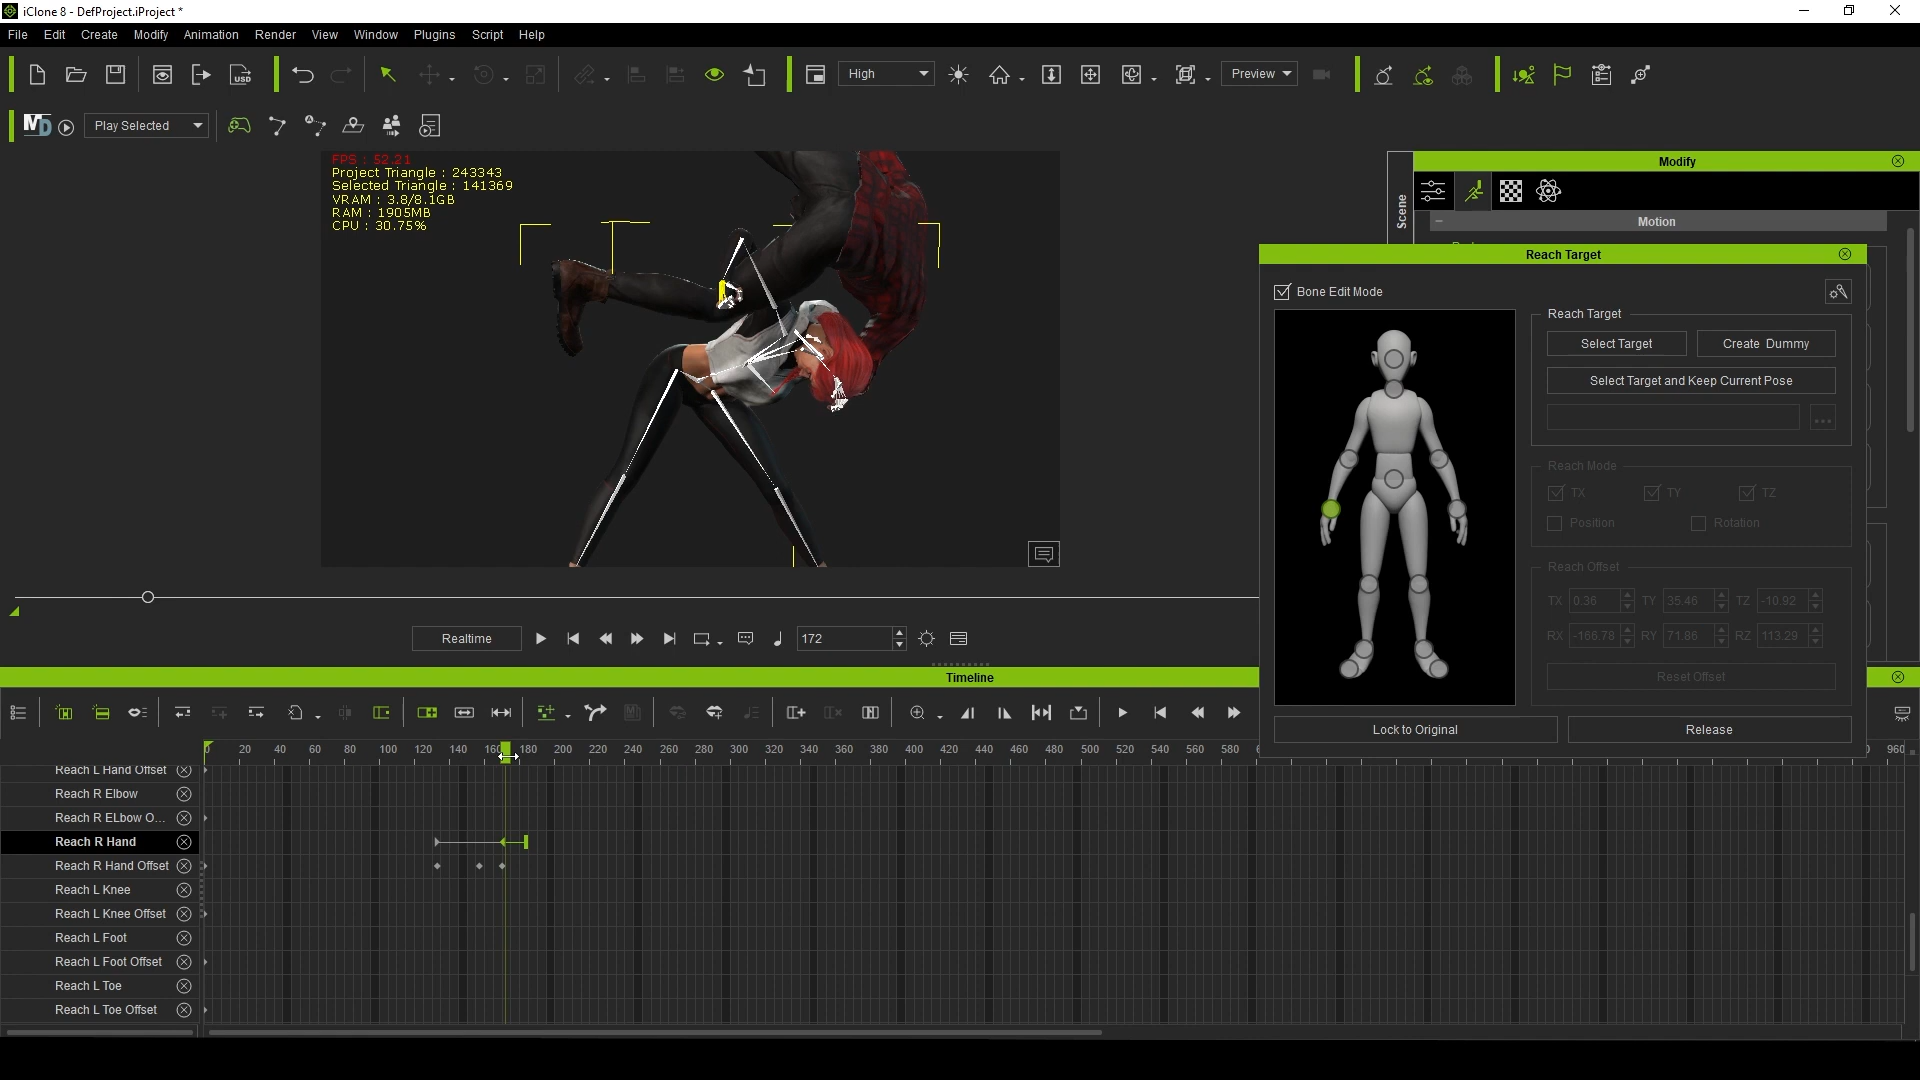 iClone 8 - DefProject.iProject *
File Edit Create Modify Animation Render View Window Plugins Script Help
USD High Preview
MD Play Selected
FPS : 52.21
Project Triangle : 243343
Selected Triangle : 141369
VRAM : 3.8/8.1GB
RAM : 1905MB
CPU : 30.75%
Scene
Modify
Motion
Reach Target
Bone Edit Mode
Reach Target
Select Target Create Dummy
Select Target and Keep Current Pose
...
Reach Mode
TX TY TZ
Position Rotation
Reach Offset
TX 0.36 TY 35.46 TZ -10.92
RX -166.78 RY 71.86 RZ 113.29
Reset Offset
Lock to Original Release
Realtime 172
Timeline
0 20 40 60 80 100 120 140 160 180 200 220 240 260 280 300 320 340 360 380 400 420 440 460 480 500 520 540 560 580 960
Reach L Hand Offset
Reach R Elbow
Reach R ELbow O...
Reach R Hand
Reach R Hand Offset
Reach L Knee
Reach L Knee Offset
Reach L Foot
Reach L Foot Offset
Reach L Toe
Reach L Toe Offset